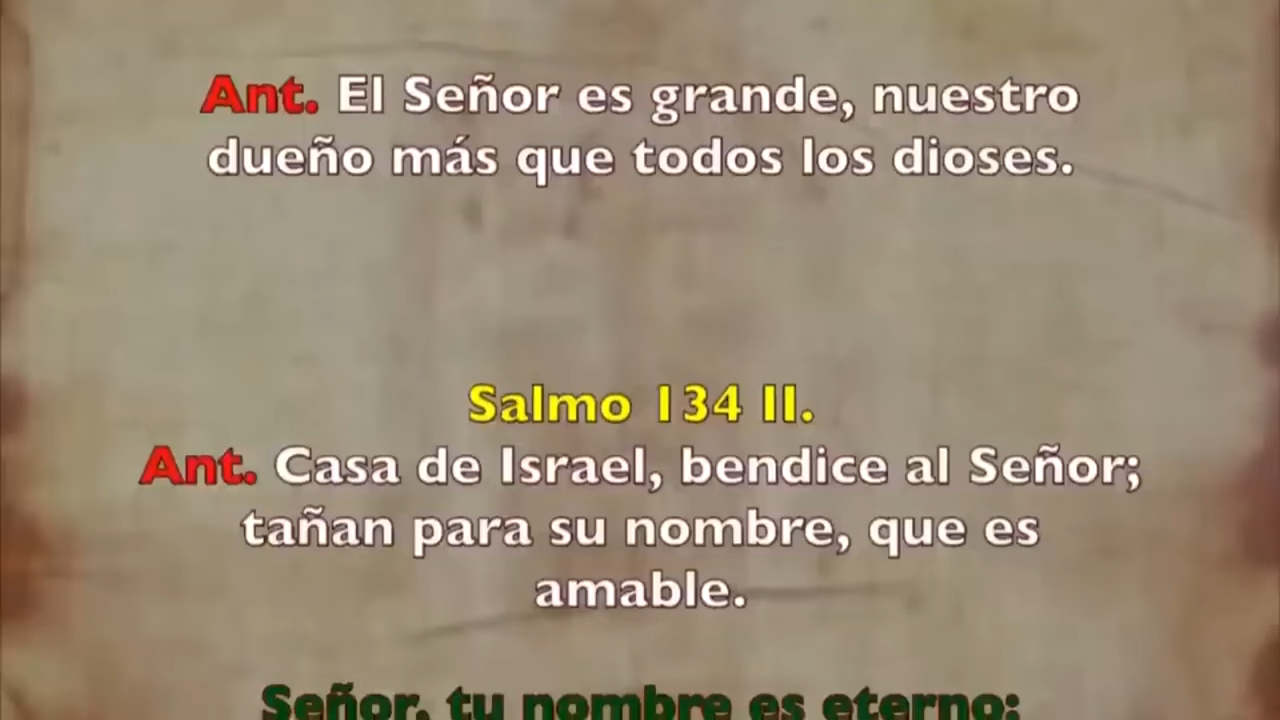 Ant. El Señor es grande, nuestro
dueño más que todos los dioses.
Salmo 134 II.
Ant. Casa de Israel, bendice al Señor;
tañan para su nombre, que es
amable.
Señor, tu nombre es eterno;